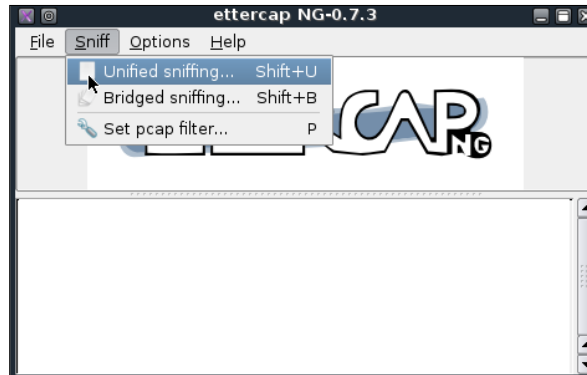 ettercap NG-0.7.3
File Sniff Options Help
Unified sniffing... Shift+U
Bridged sniffing... Shift+B
Set pcap filter... P
CAP
NG